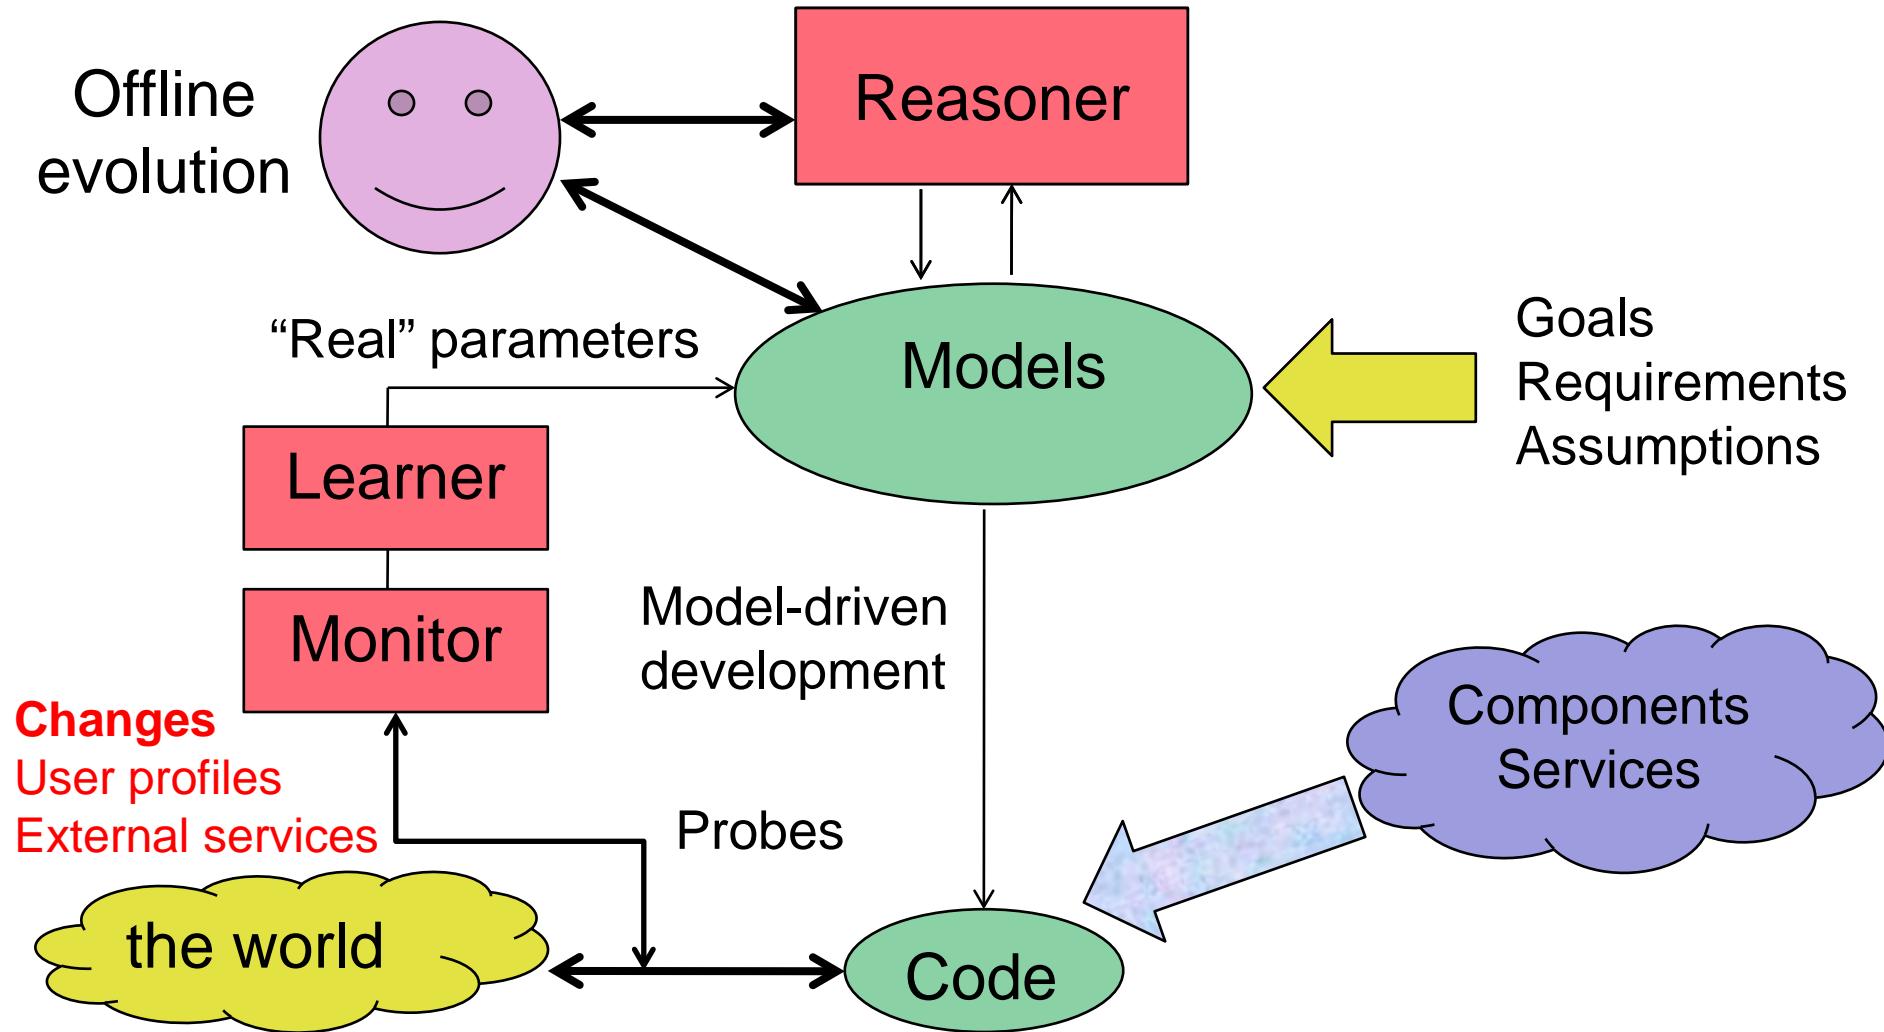 Offline
evolution
Reasoner
“Real” parameters
Models
Goals
Requirements
Assumptions
Learner
Monitor
Model-driven
development
Changes
User profiles
External services
Probes
Components
Services
the world
Code